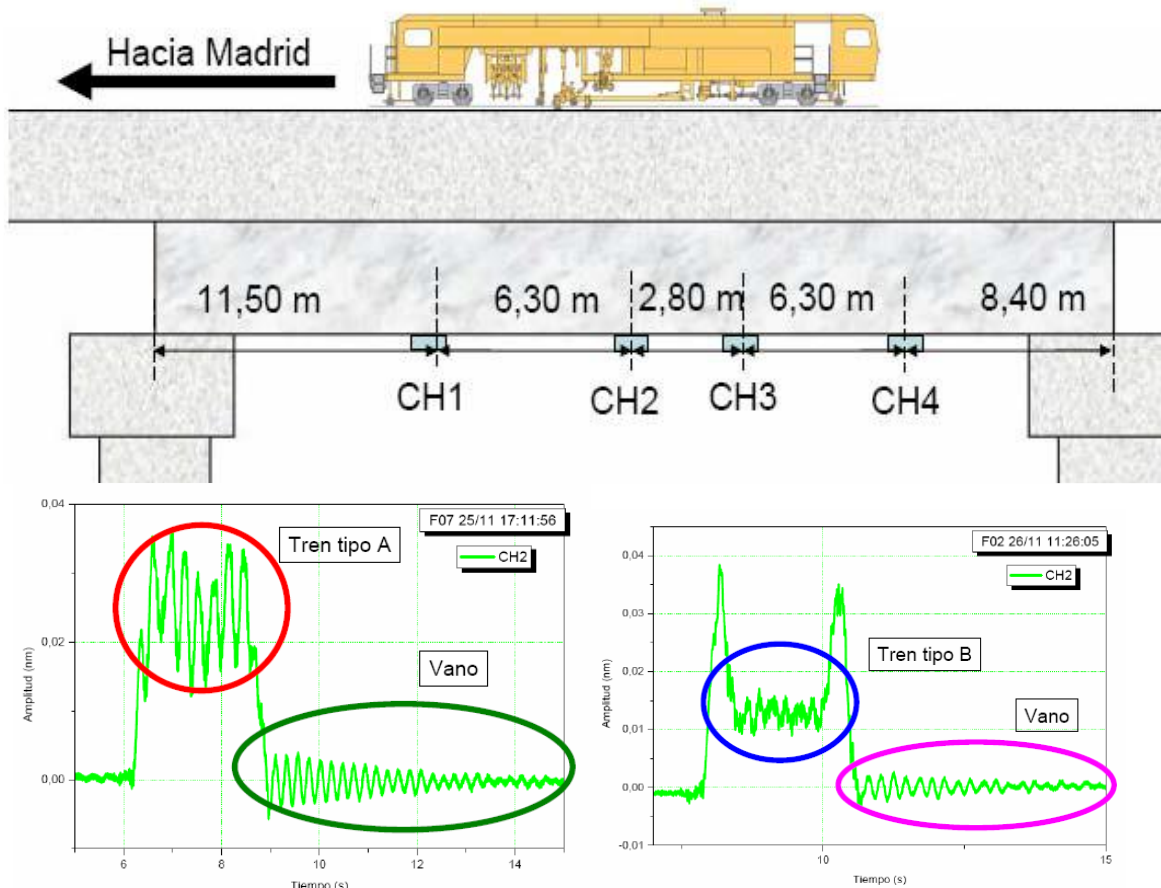 Hacia Madrid
11,50 m
6,30 m
2,80 m
6,30 m
8,40 m
CH1
CH2
CH3
CH4
0,04
0,02
0,00
Amplitud (nm)
6
8
10
12
14
Tiempo (s)
F07 25/11 17:11:56
CH2
Tren tipo A
Vano
0,04
0,03
0,02
0,01
0,00
-0,01
Amplitud (nm)
10
15
Tiempo (s)
F02 26/11 11:26:05
CH2
Tren tipo B
Vano